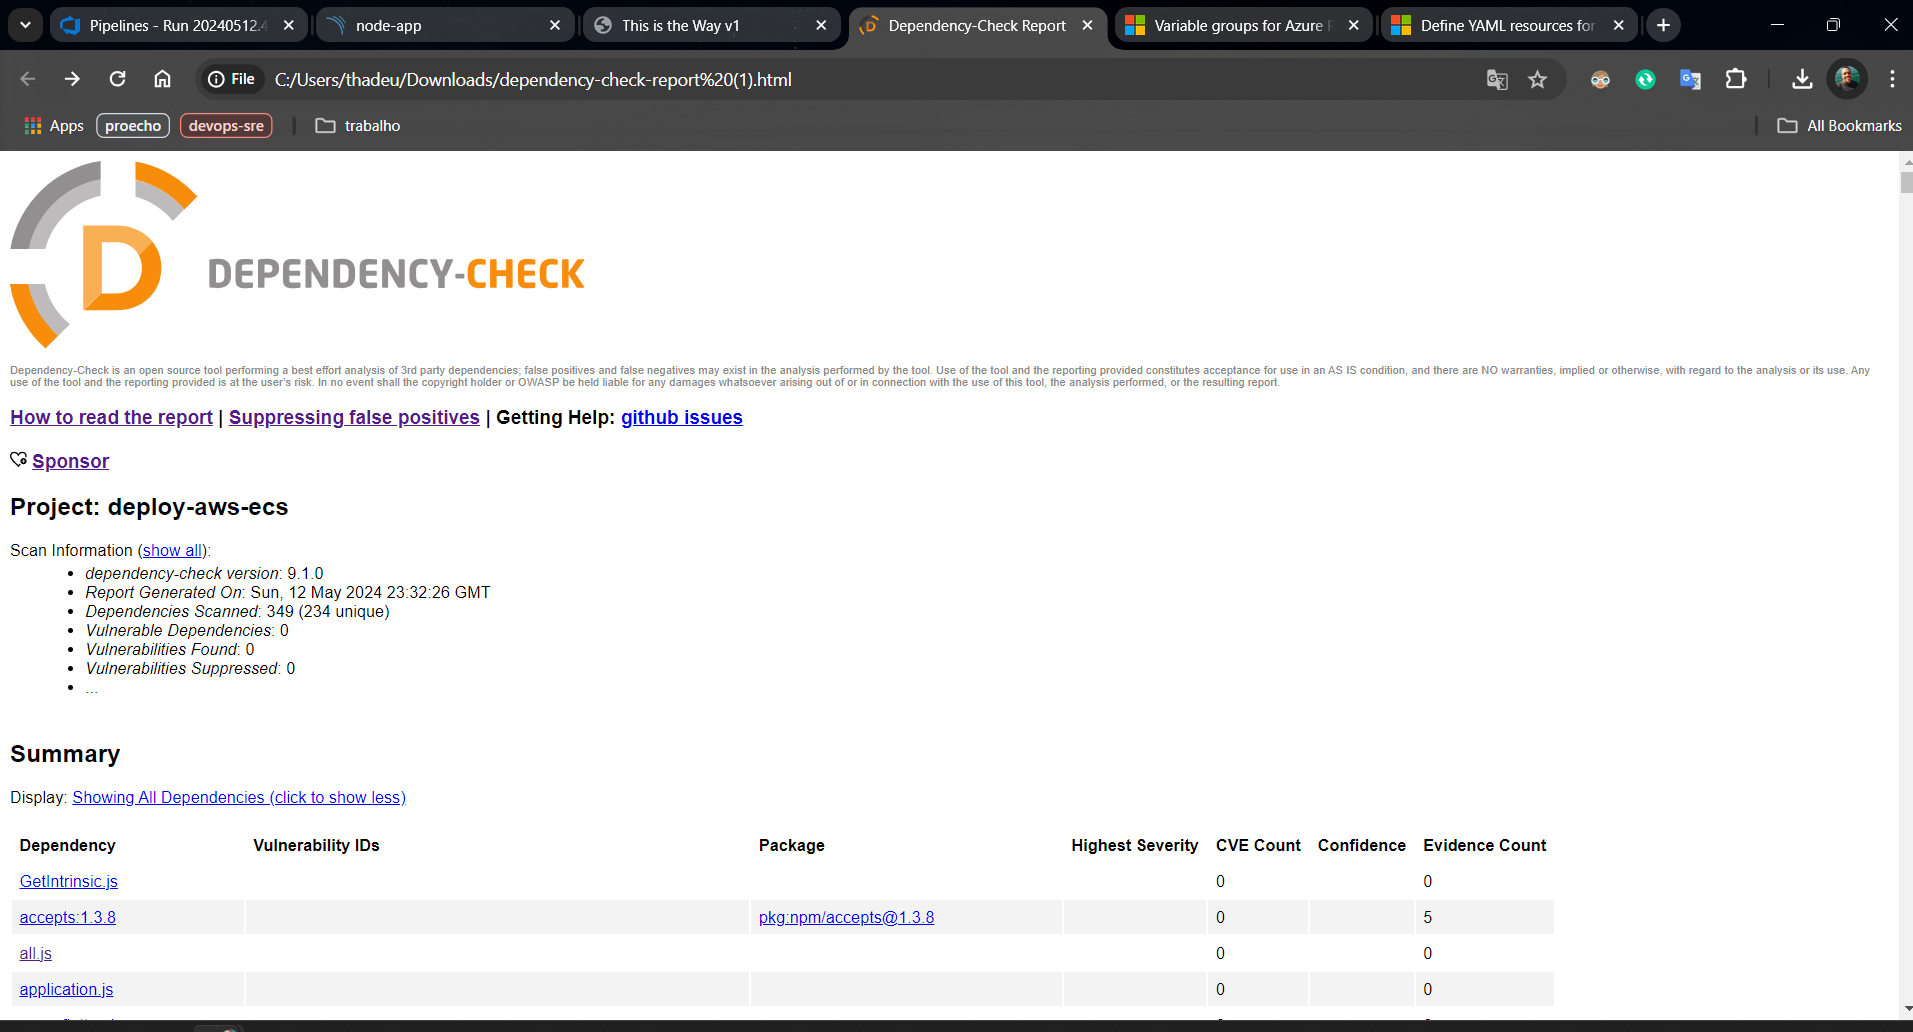 Pipelines - Run 20240512.4
node-app
This is the Way v1
Dependency-Check Report
Variable groups for Azure P
Define YAML resources for
File
C:/Users/thadeu/Downloads/dependency-check-report%20(1).html
Apps
proecho
devops-sre
trabalho
All Bookmarks
D
DEPENDENCY-CHECK
Dependency-Check is an open source tool performing a best effort analysis of 3rd party dependencies; false positives and false negatives may exist in the analysis performed by the tool. Use of the tool and the reporting provided constitutes acceptance for use in an AS IS condition, and there are NO warranties, implied or otherwise, with regard to the analysis or its use. Any
use of the tool and the reporting provided is at the user's risk. In no event shall the copyright holder or OWASP be held liable for any damages whatsoever arising out of or in connection with the use of this tool, the analysis performed, or the resulting report.
How to read the report | Suppressing false positives | Getting Help: github issues
Sponsor
Project: deploy-aws-ecs
Scan Information (show all):
• dependency-check version: 9.1.0
• Report Generated On: Sun, 12 May 2024 23:32:26 GMT
• Dependencies Scanned: 349 (234 unique)
• Vulnerable Dependencies: 0
• Vulnerabilities Found: 0
• Vulnerabilities Suppressed: 0
• ...
Summary
Display: Showing All Dependencies (click to show less)
Dependency Vulnerability IDs Package Highest Severity CVE Count Confidence Evidence Count
GetIntrinsic.js 0 0
accepts:1.3.8 pkg:npm/accepts@1.3.8 0 5
all.js 0 0
application.js 0 0